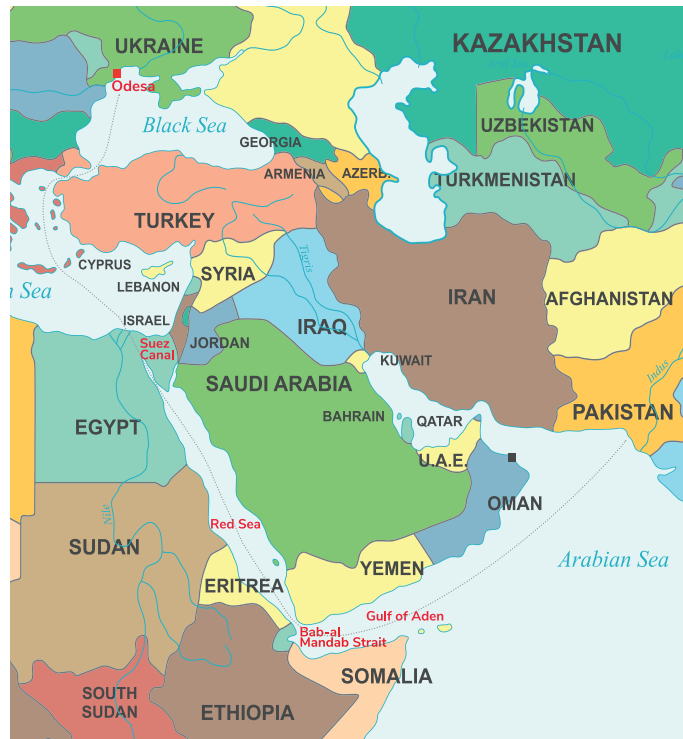 UKRAINE
KAZAKHSTAN
Odesa
Black Sea
UZBEKISTAN
GEORGIA
ARMENIA
AZERB.
TURKMENISTAN
TURKEY
CYPRUS
SYRIA
Tigris
LEBANON
n Sea
IRAN
AFGHANISTAN
ISRAEL
IRAQ
JORDAN
Suez
Canal
KUWAIT
Indus
SAUDI ARABIA
BAHRAIN
QATAR
PAKISTAN
EGYPT
U.A.E.
OMAN
Nile
Red Sea
SUDAN
Arabian Sea
YEMEN
ERITREA
Gulf of Aden
Bab-al
Mandab Strait
SOMALIA
SOUTH
SUDAN
ETHIOPIA